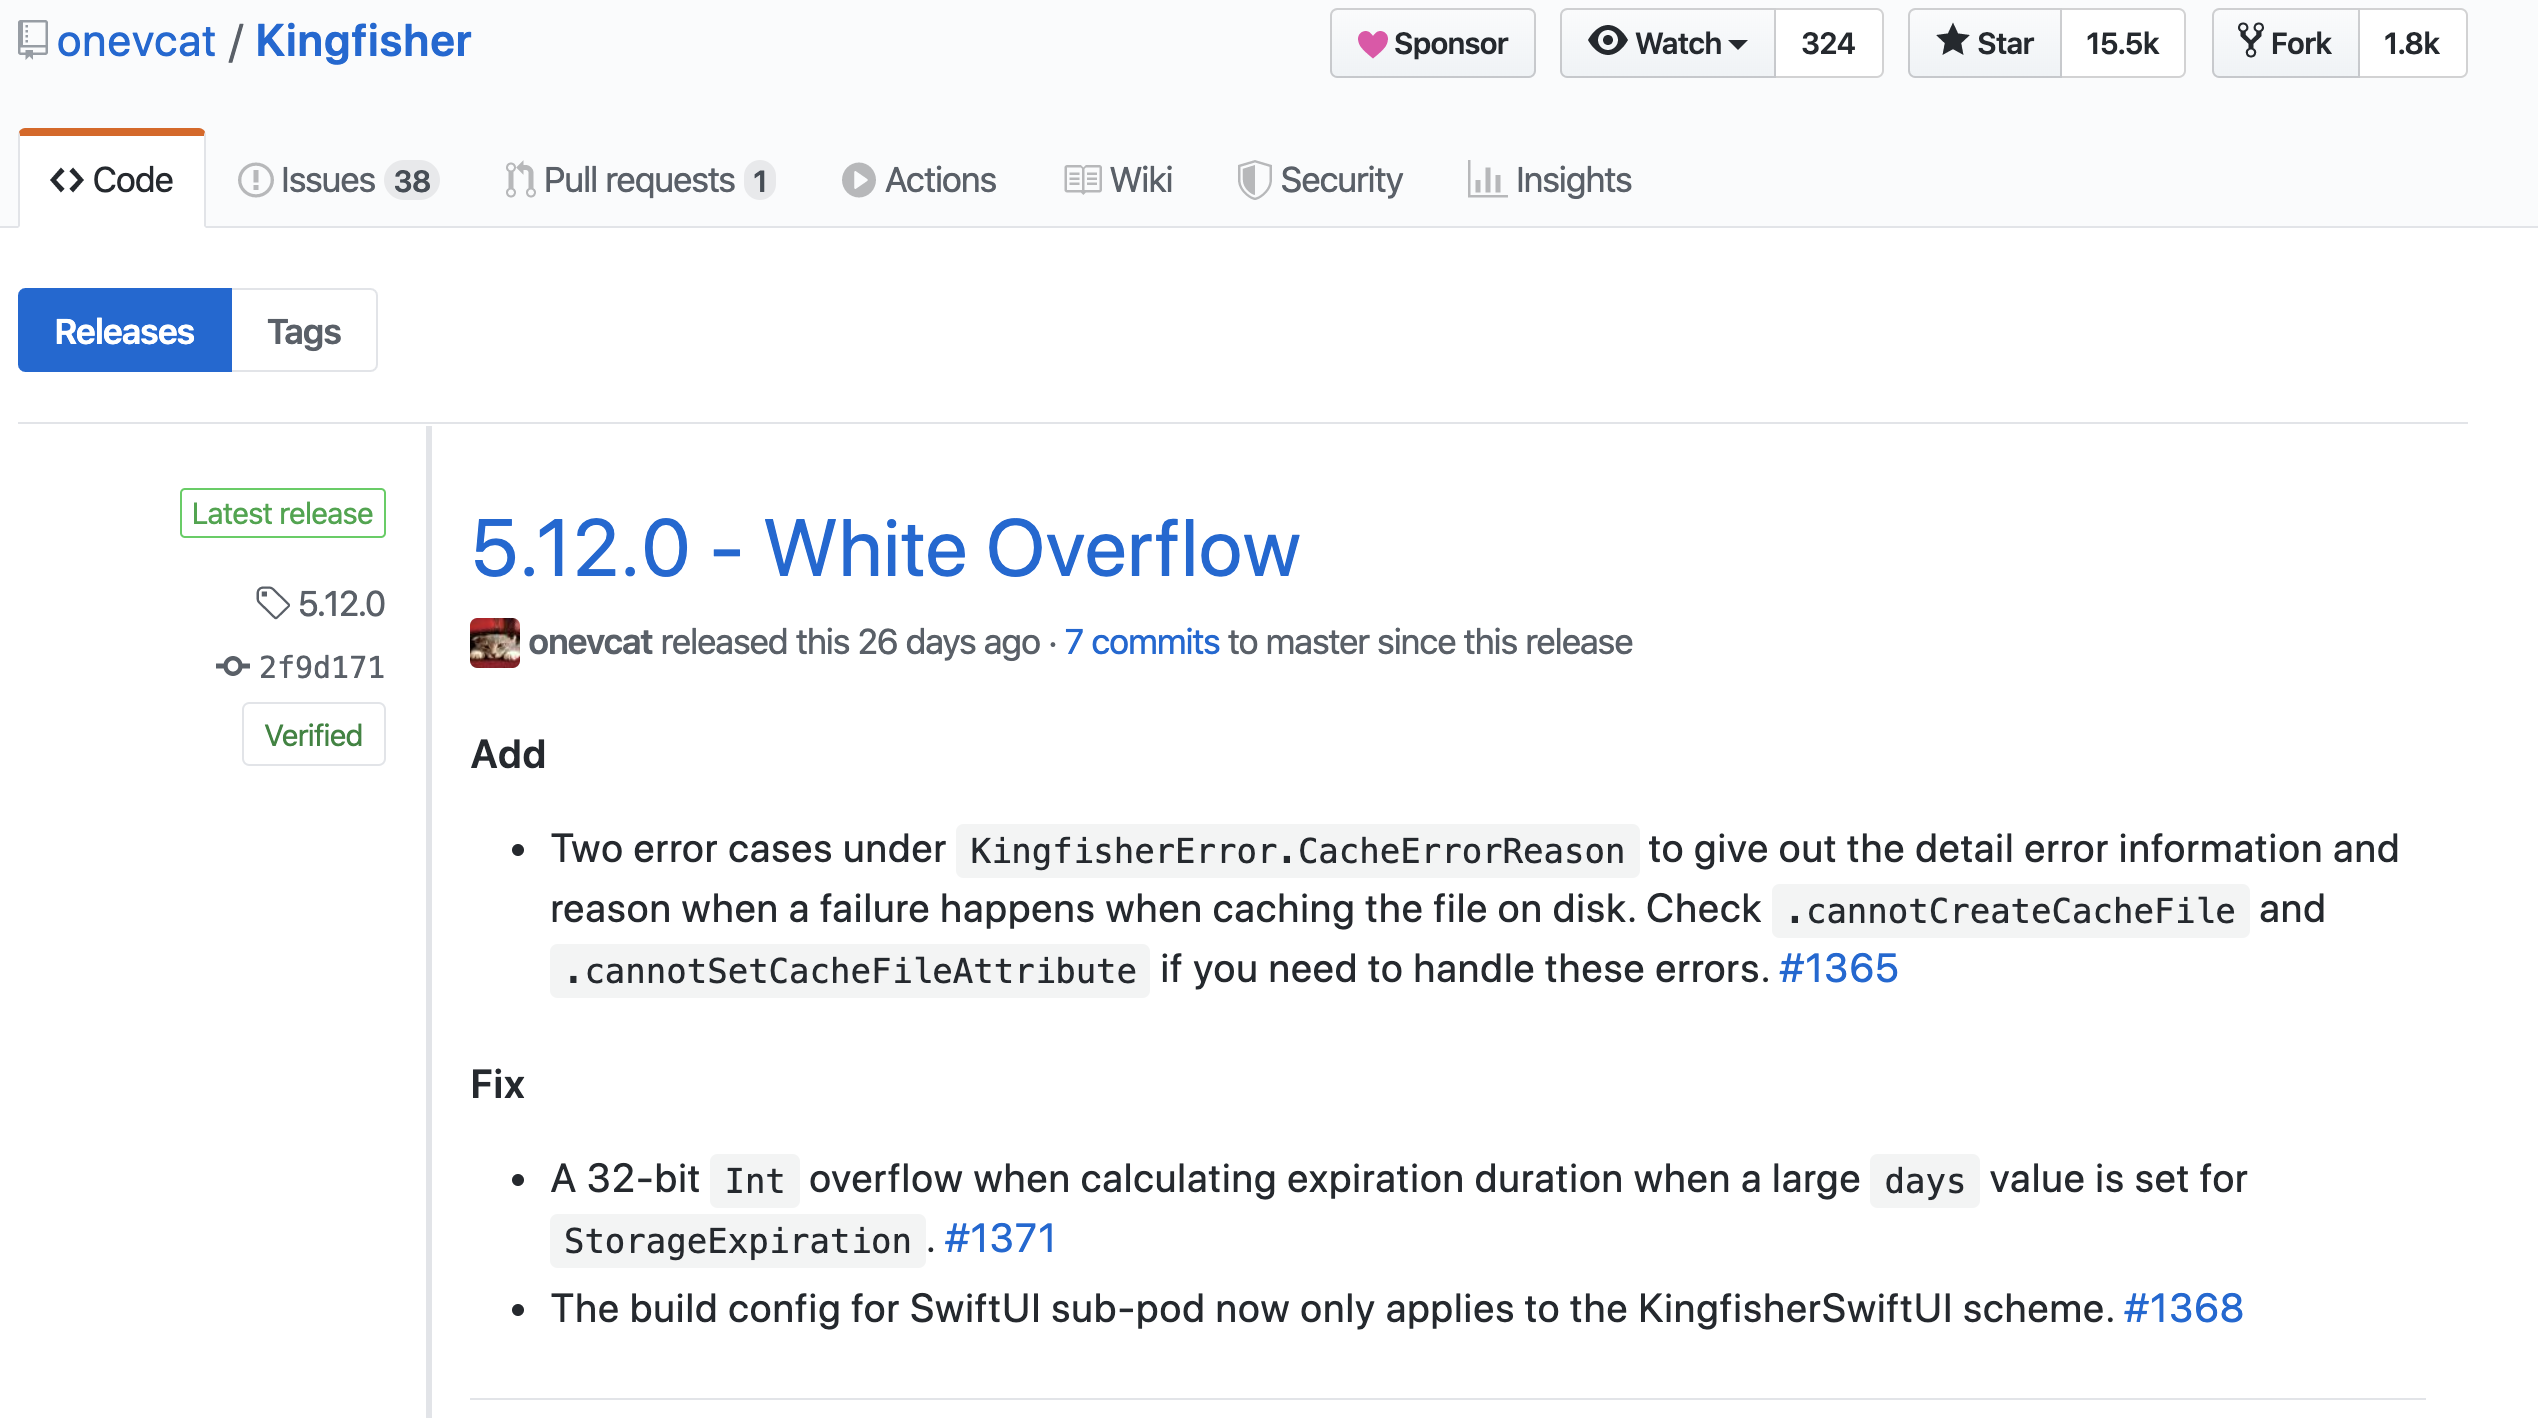 onevcat / Kingfisher
Sponsor
Watch 324
Star 15.5k
Fork 1.8k
Code
Issues 38
Pull requests 1
Actions
Wiki
Security
Insights
Releases
Tags
Latest release
5.12.0
2f9d171
Verified
5.12.0 - White Overflow
onevcat released this 26 days ago · 7 commits to master since this release
Add
• Two error cases under KingfisherError.CacheErrorReason to give out the detail error information and
reason when a failure happens when caching the file on disk. Check .cannotCreateCacheFile and
.cannotSetCacheFileAttribute if you need to handle these errors. #1365
Fix
• A 32-bit Int overflow when calculating expiration duration when a large days value is set for
StorageExpiration . #1371
• The build config for SwiftUI sub-pod now only applies to the KingfisherSwiftUI scheme. #1368